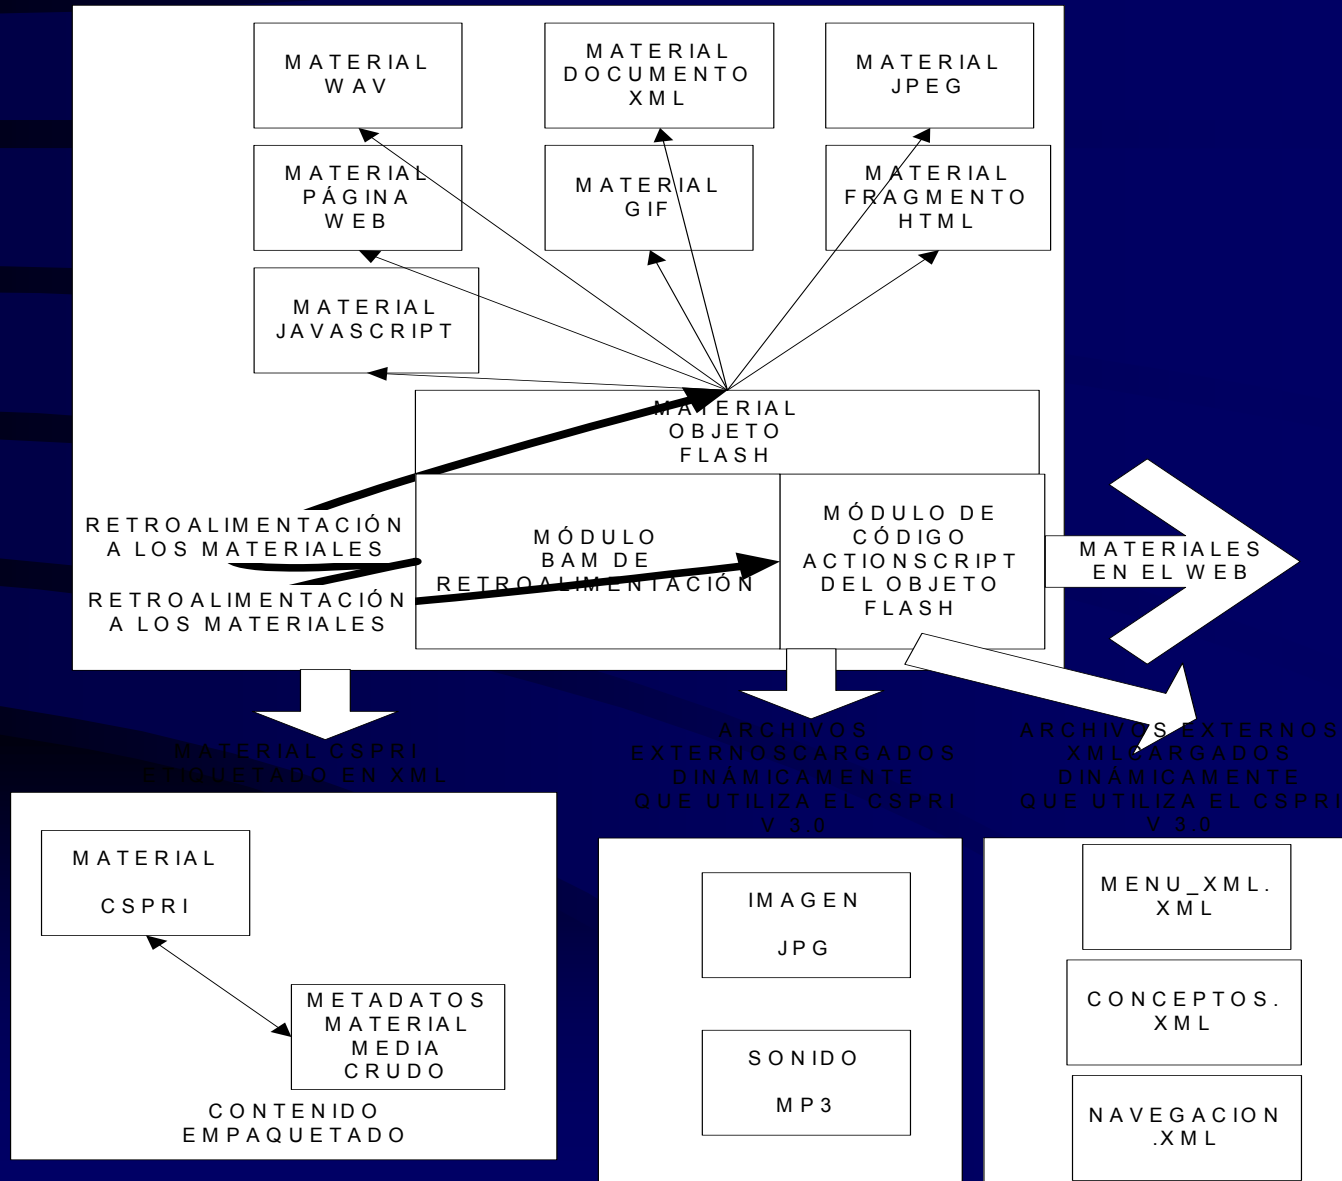 MATERIAL
WAV
MATERIAL
DOCUMENTO
XML
MATERIAL
JPEG
MATERIAL
PÁGINA
WEB
MATERIAL
GIF
MATERIAL
FRAGMENTO
HTML
MATERIAL
JAVASCRIPT
MATERIAL
OBJETO
FLASH
RETROALIMENTACIÓN
A LOS MATERIALES
RETROALIMENTACIÓN
A LOS MATERIALES
MÓDULO
BAM DE
RETROALIMENTACIÓN
MÓDULO DE
CÓDIGO
ACTIONSCRIPT
DEL OBJETO
FLASH
MATERIALES
EN EL WEB
MATERIAL CSPRI
ETIQUETADO EN XML
ARCHIVOS
EXTERNOSCARGADOS
DINÁMICAMENTE
QUE UTILIZA EL CSPRI
V 3.0
ARCHIVOS EXTERNOS
XMLCARGADOS
DINÁMICAMENTE
QUE UTILIZA EL CSPRI
V 3.0
MATERIAL
CSPRI
METADATOS
MATERIAL
MEDIA
CRUDO
CONTENIDO
EMPAQUETADO
IMAGEN
JPG
SONIDO
MP3
MENU_XML.
XML
CONCEPTOS.
XML
NAVEGACION
.XML